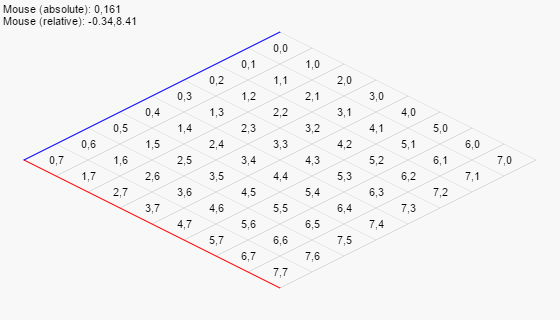 Mouse (absolute): 0,161
Mouse (relative): -0.34,8.41
0,0
0,1 1,0
0,2 1,1 2,0
0,3 1,2 2,1 3,0
0,4 1,3 2,2 3,1 4,0
0,5 1,4 2,3 3,2 4,1 5,0
0,6 1,5 2,4 3,3 4,2 5,1 6,0
0,7 1,6 2,5 3,4 4,3 5,2 6,1 7,0
1,7 2,6 3,5 4,4 5,3 6,2 7,1
2,7 3,6 4,5 5,4 6,3 7,2
3,7 4,6 5,5 6,4 7,3
4,7 5,6 6,5 7,4
5,7 6,6 7,5
6,7 7,6
7,7